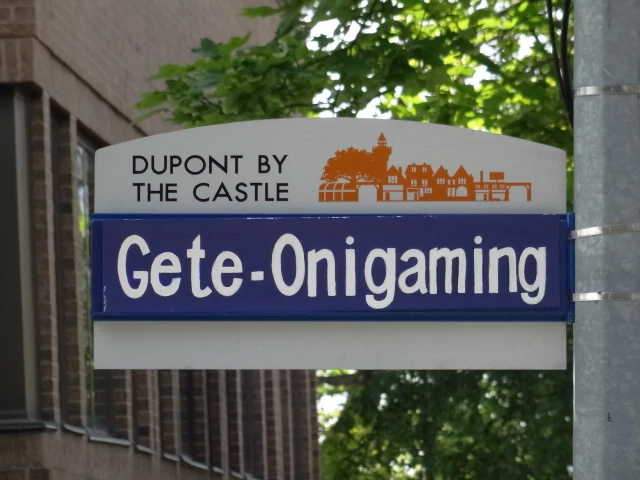 DUPONT BY
THE CASTLE
Gete-Onigaming